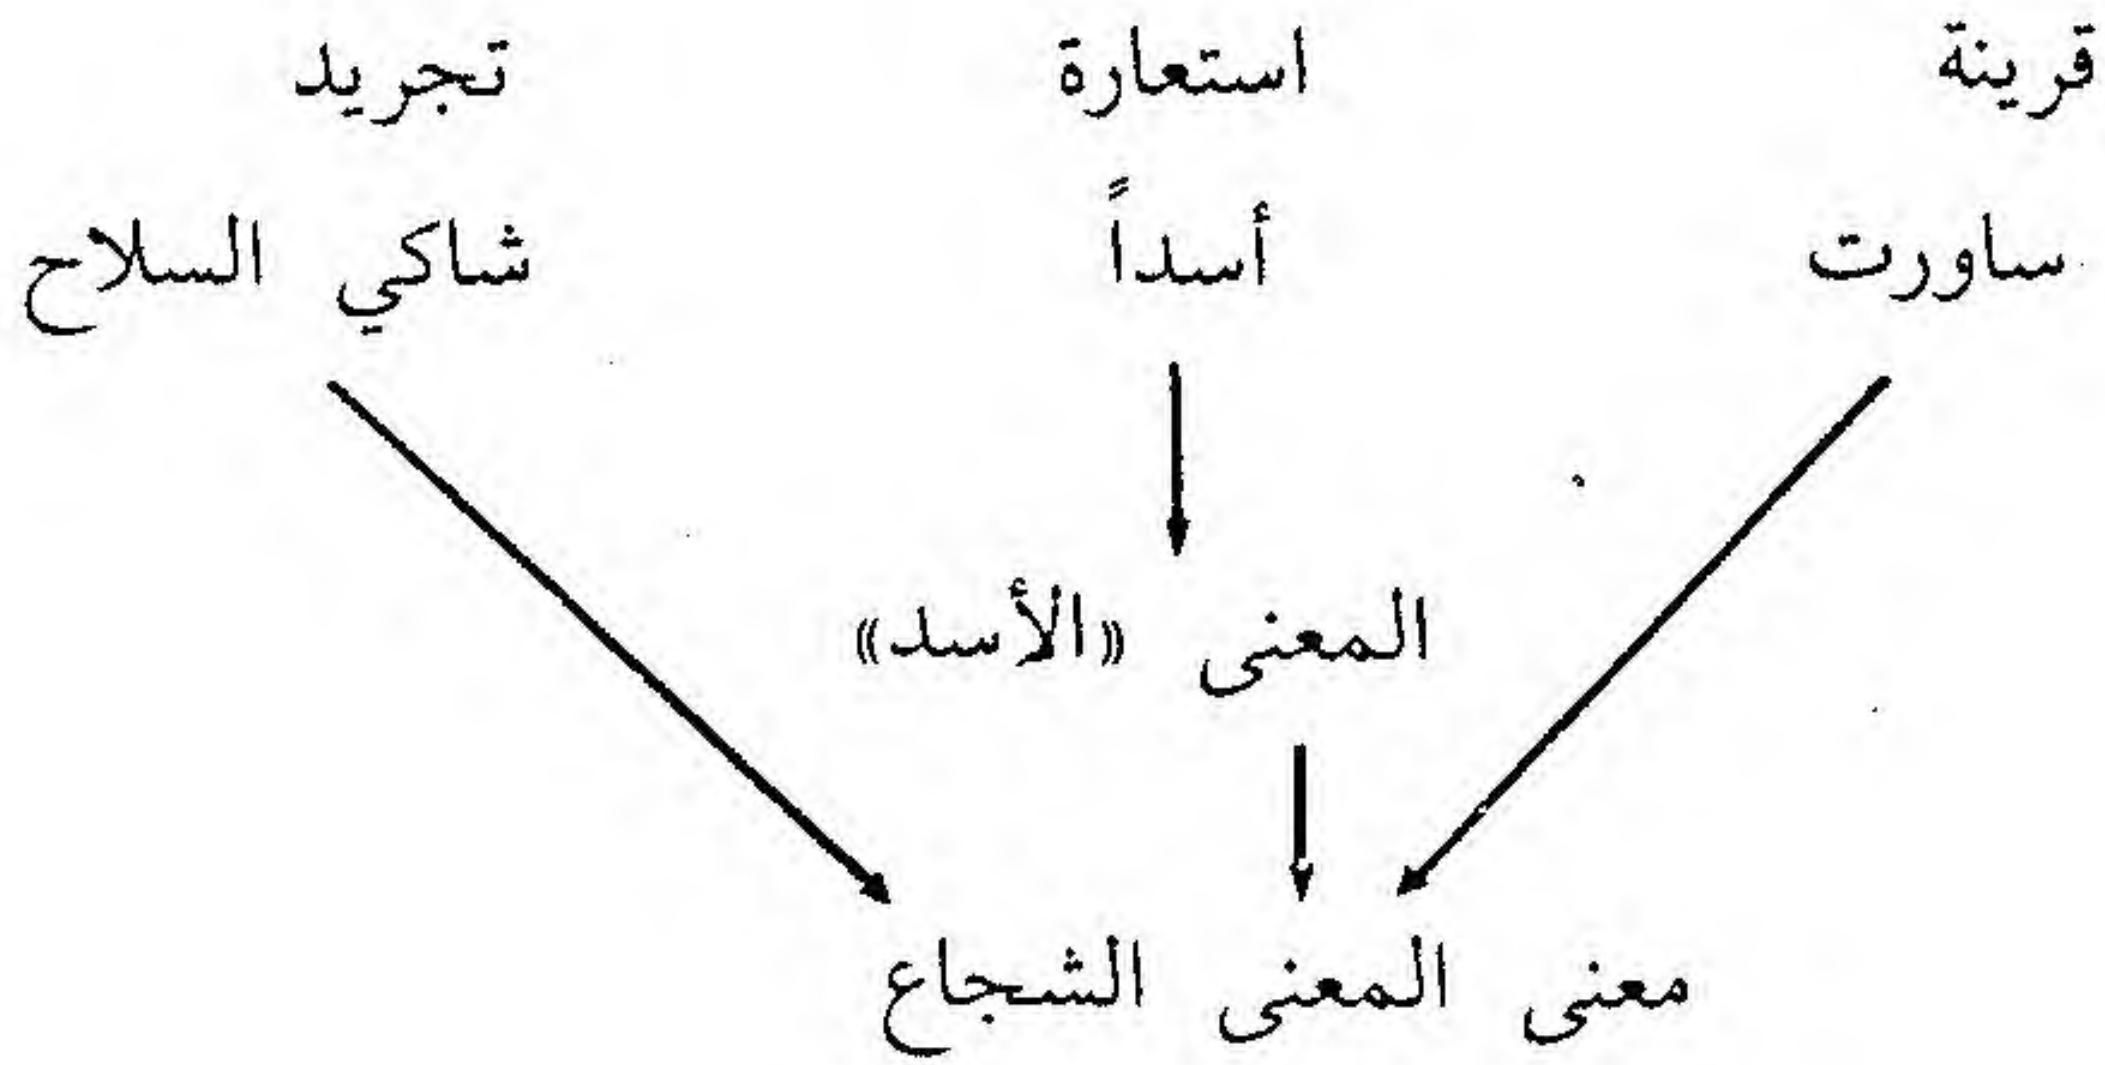 قرينة استعارة تجريد
ساورت أسداً شاكي السلاح
المعنى «الأسد»
معنى المعنى الشجاع